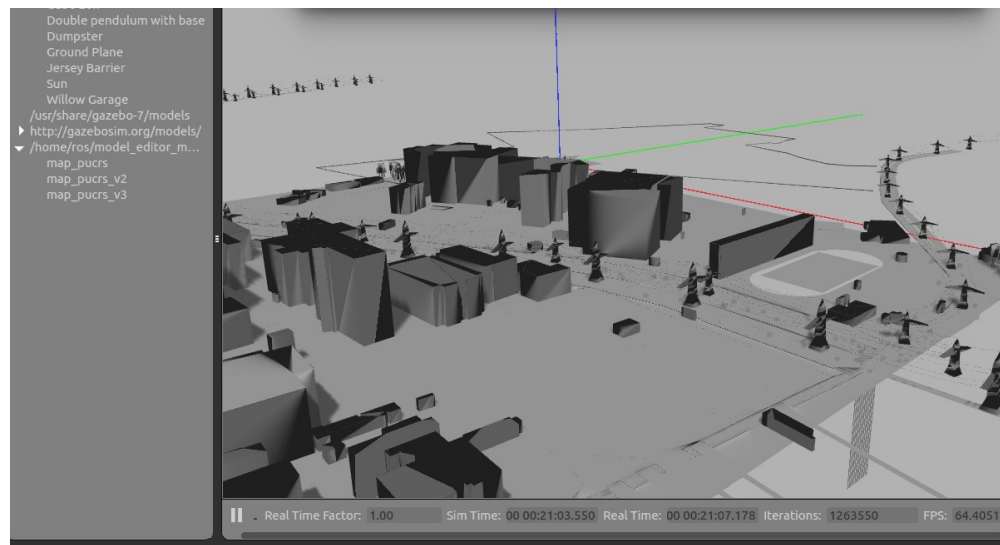 Double pendulum with base
Dumpster
Ground Plane
Jersey Barrier
Sun
Willow Garage
/usr/share/gazebo-7/models
http://gazebosim.org/models/
/home/ros/model_editor_m...
map_pucrs
map_pucrs_v2
map_pucrs_v3
Real Time Factor: 1.00 Sim Time: 00 00:21:03.550 Real Time: 00 00:21:07.178 Iterations: 1263550 FPS: 64.4051